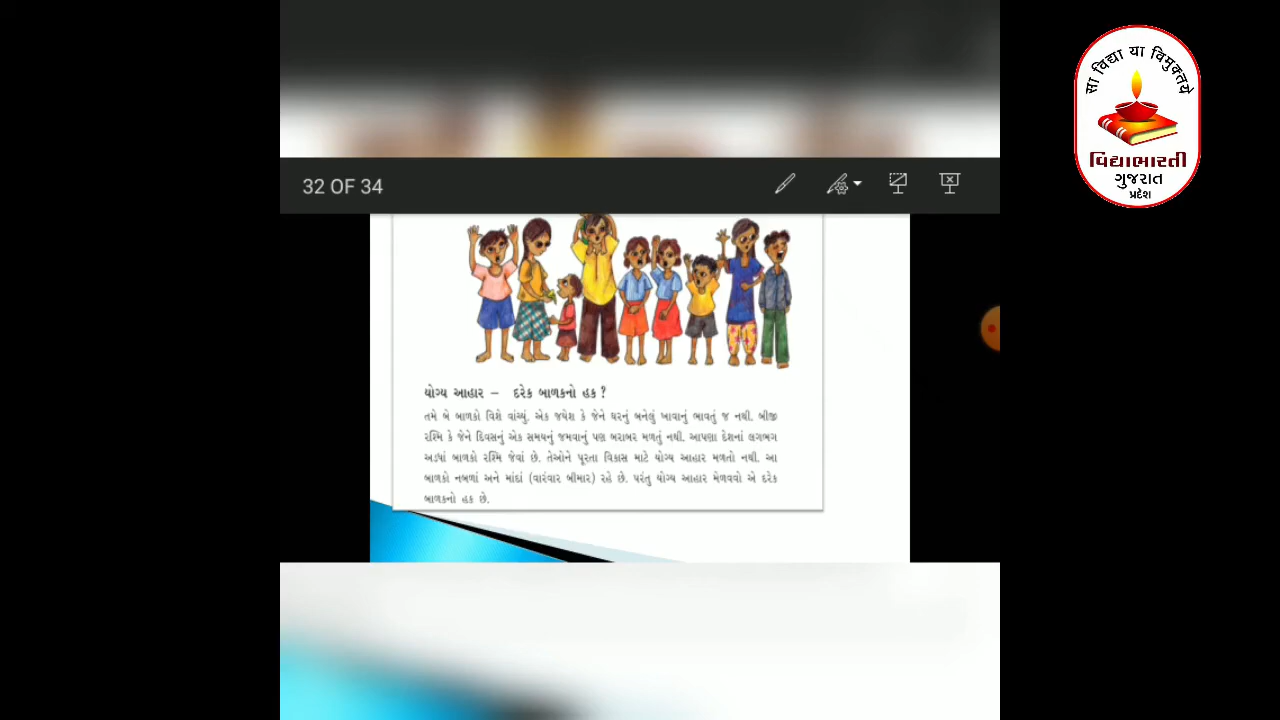 સા વિદ્યા યા વિમુક્તયે
વિદ્યાભારતી
ગુજરાત
પ્રદેશ
32 OF 34
યોગ્ય આહાર – દરેક બાળકનો હક ?
તમે બે બાળકો વિશે વાંચ્યું. એક જયેશ કે જેને ઘરનું બનેલું ખાવાનું ભાવતું જ નથી. બીજી
રશ્મિ કે જેને દિવસનું એક સમયનું જમવાનું પણ બરાબર મળતું નથી. આપણા દેશનાં લગભગ
અડધાં બાળકો રશ્મિ જેવાં છે. તેઓને પૂરતા વિકાસ માટે યોગ્ય આહાર મળતો નથી. આ
બાળકો નબળાં અને માંદાં (વારંવાર બીમાર) રહે છે. પરંતુ યોગ્ય આહાર મેળવવો એ દરેક
બાળકનો હક છે.